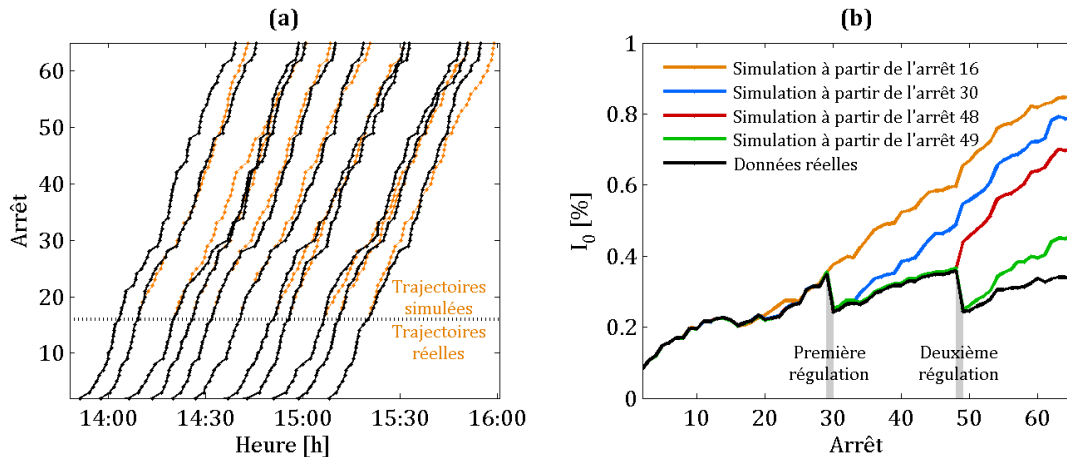 (a)
Arrêt
60
50
40
30
20
10
Trajectoires
simulées
Trajectoires
réelles
14:00
14:30
15:00
15:30
16:00
Heure [h]
(b)
I0 [%]
1
0.8
0.6
0.4
0.2
0
Simulation à partir de l'arrêt 16
Simulation à partir de l'arrêt 30
Simulation à partir de l'arrêt 48
Simulation à partir de l'arrêt 49
Données réelles
Première
régulation
Deuxième
régulation
10
20
30
40
50
60
Arrêt